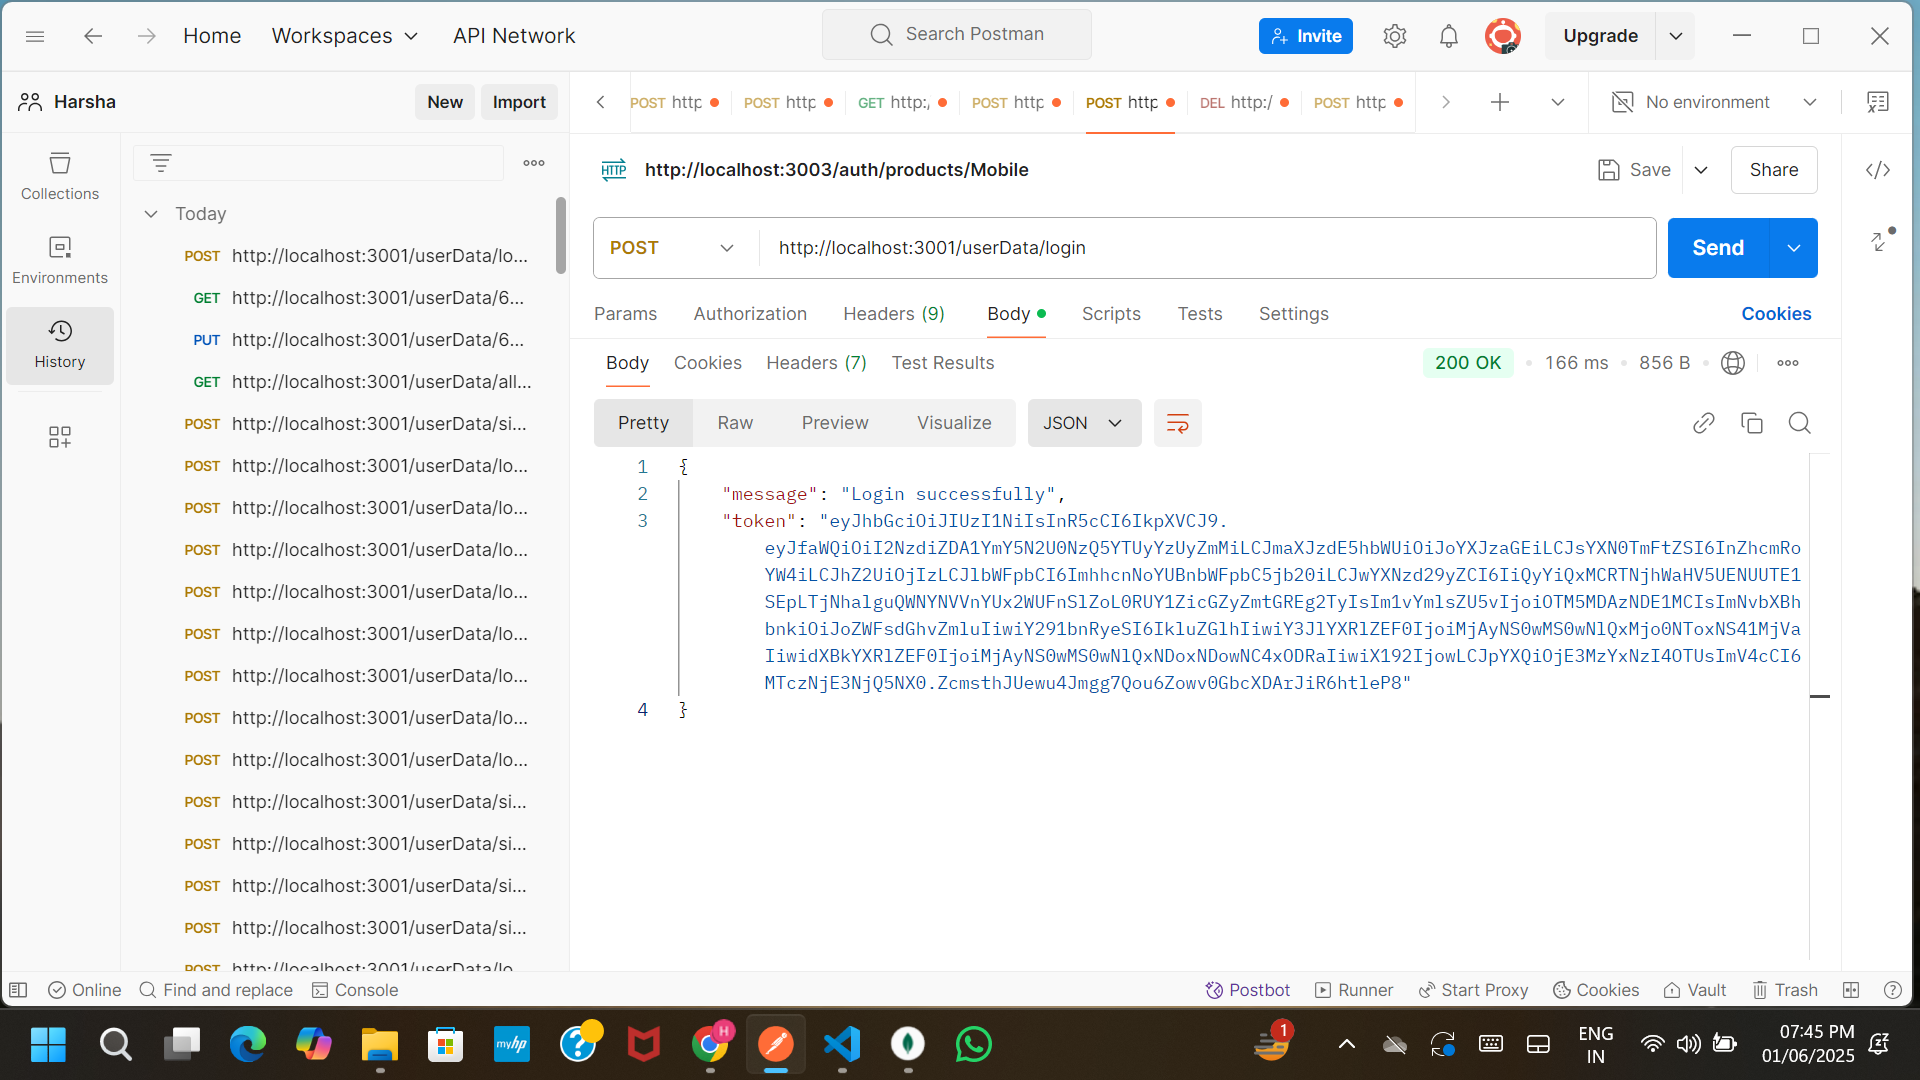 Home
Workspaces
API Network
Search Postman
Invite
Upgrade
Harsha
New
Import
POST http
POST http
GET http:/
POST http
POST http
DEL http:/
POST http
No environment
Collections
Environments
History
Today
POST http://localhost:3001/userData/lo...
GET http://localhost:3001/userData/6...
PUT http://localhost:3001/userData/6...
GET http://localhost:3001/userData/all...
POST http://localhost:3001/userData/si...
POST http://localhost:3001/userData/lo...
POST http://localhost:3001/userData/lo...
POST http://localhost:3001/userData/lo...
POST http://localhost:3001/userData/lo...
POST http://localhost:3001/userData/lo...
POST http://localhost:3001/userData/lo...
POST http://localhost:3001/userData/lo...
POST http://localhost:3001/userData/lo...
POST http://localhost:3001/userData/si...
POST http://localhost:3001/userData/si...
POST http://localhost:3001/userData/si...
POST http://localhost:3001/userData/si...
POST http://localhost:3001/userData/lo
HTTP http://localhost:3003/auth/products/Mobile
Save
Share
POST
http://localhost:3001/userData/login
Send
Params
Authorization
Headers (9)
Body
Scripts
Tests
Settings
Cookies
Body
Cookies
Headers (7)
Test Results
200 OK
166 ms
856 B
Pretty
Raw
Preview
Visualize
JSON
1 {
2 "message": "Login successfully",
3 "token": "eyJhbGciOiJIUzI1NiIsInR5cCI6IkpXVCJ9.
eyJfaWQiOiI2NzdiZDA1YmY5N2U0NzQ5YTUyYzUyZmMiLCJmaXJzdE5hbWUiOiJoYXJzaGEiLCJsYXN0TmFtZSI6InZhcmRo
YW4iLCJhZ2UiOjIzLCJlbWFpbCI6ImhhcnNoYUBnbWFpbC5jb20iLCJwYXNzd29yZCI6IiQyYiQxMCRTNjhWaHV5UENUUTE1
SEpLTjNhalguQWNYNVVnYUx2WUFnSlZoL0RUY1ZicGZyZmtGREg2TyIsIm1vYmlsZU5vIjoiOTM5MDAzNDE1MCIsImNvbXBh
bnkiOiJoZWFsdGhvZmluIiwiY291bnRyeSI6IkluZGlhIiwiY3JlYXRlZEF0IjoiMjAyNS0wMS0wNlQxMjo0NToxNS41MjVa
IiwidXBkYXRlZEF0IjoiMjAyNS0wMS0wNlQxNDoxNDowNC4xODRaIiwiX192IjowLCJpYXQiOjE3MzYxNzI4OTUsImV4cCI6
MTczNjE3NjQ5NX0.ZcmsthJUewu4Jmgg7Qou6Zowv0GbcXDArJiR6htleP8"
4 }
Online
Find and replace
Console
Postbot
Runner
Start Proxy
Cookies
Vault
Trash
myhp
H
1
ENG
IN
07:45 PM
01/06/2025